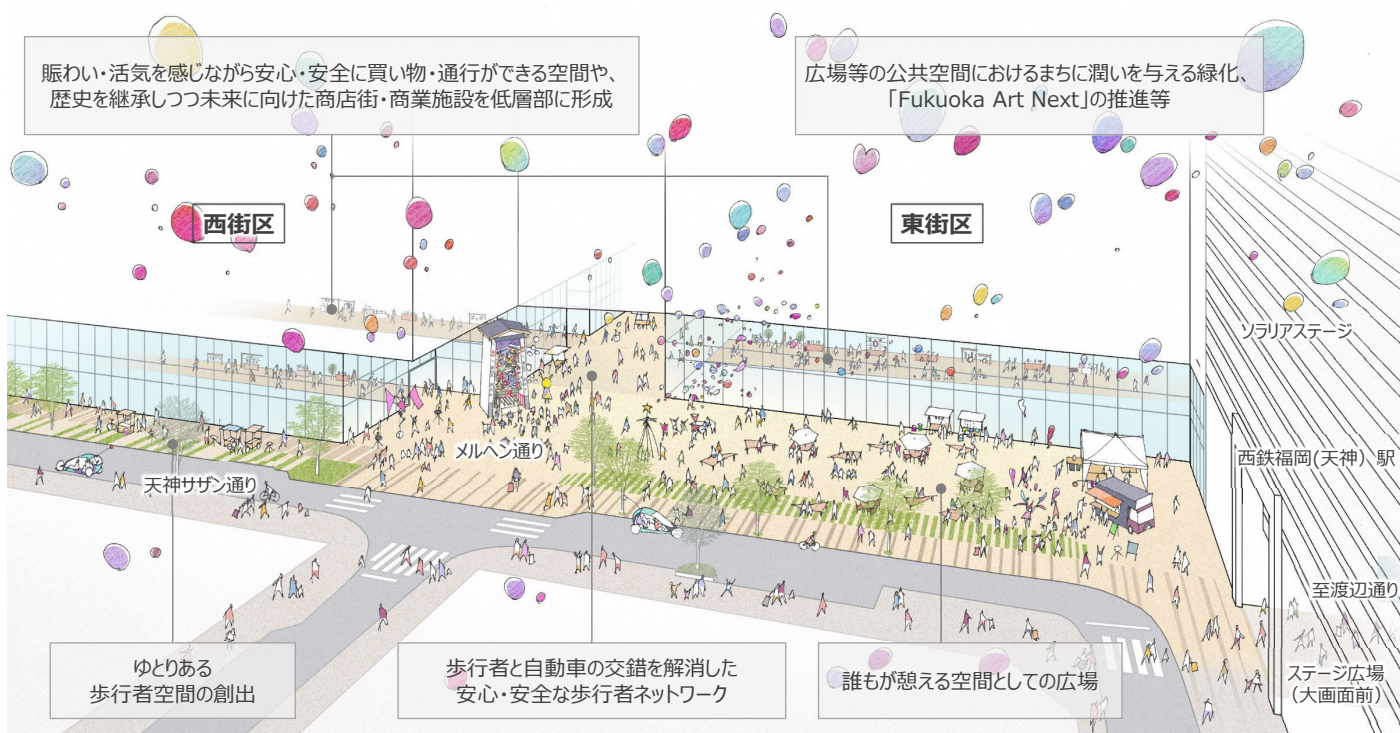 賑わい・活気を感じながら安心・安全に買い物・通行ができる空間や、
歴史を継承しつつ未来に向けた商店街・商業施設を低層部に形成
広場等の公共空間におけるまちに潤いを与える緑化、
「Fukuoka Art Next」の推進等
西街区
東街区
ソラリアステージ
メルヘン通り
西鉄福岡(天神)駅
天神サザン通り
至渡辺通り
ゆとりある
歩行者空間の創出
歩行者と自動車の交錯を解消した
安心・安全な歩行者ネットワーク
誰もが憩える空間としての広場
ステージ広場
(大画面前)